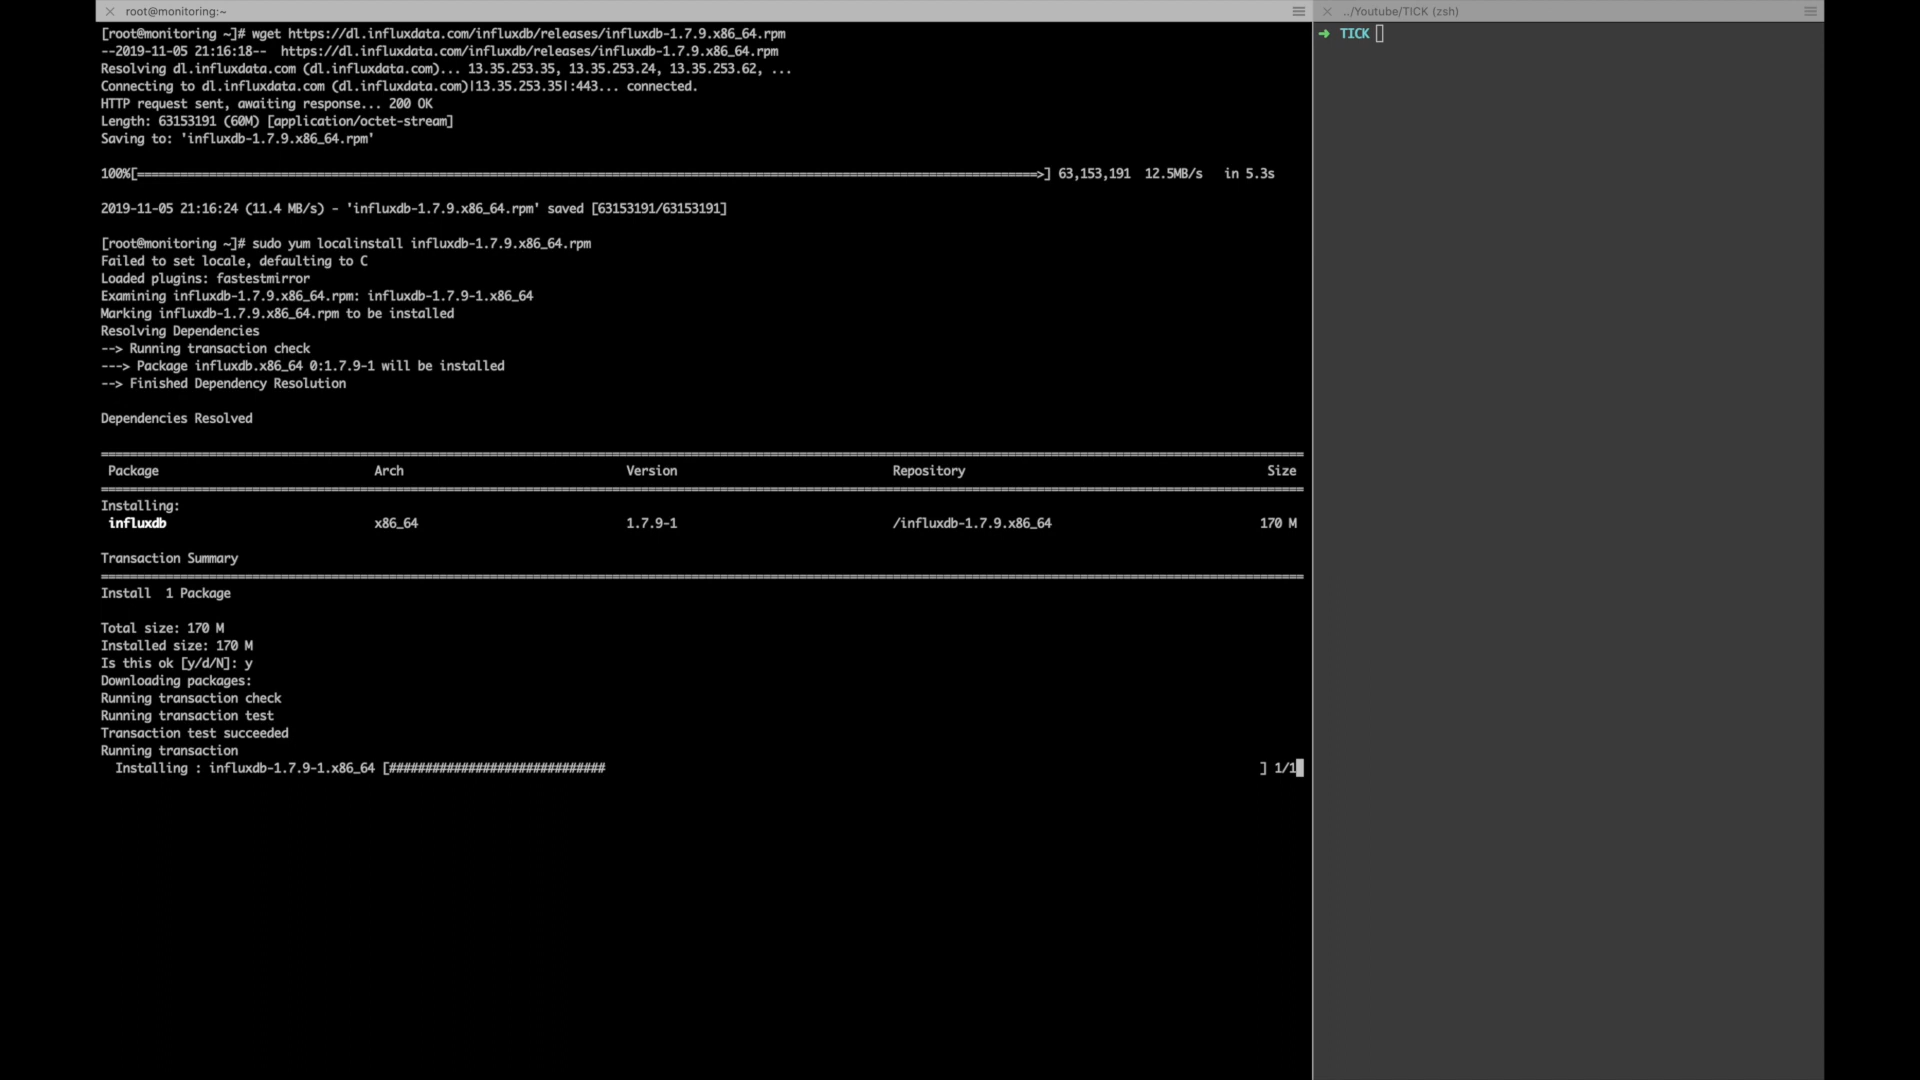 root@monitoring:~
[root@monitoring ~]# wget https://dl.influxdata.com/influxdb/releases/influxdb-1.7.9.x86_64.rpm
--2019-11-05 21:16:18--  https://dl.influxdata.com/influxdb/releases/influxdb-1.7.9.x86_64.rpm
Resolving dl.influxdata.com (dl.influxdata.com)... 13.35.253.35, 13.35.253.24, 13.35.253.62, ...
Connecting to dl.influxdata.com (dl.influxdata.com)|13.35.253.35|:443... connected.
HTTP request sent, awaiting response... 200 OK
Length: 63153191 (60M) [application/octet-stream]
Saving to: 'influxdb-1.7.9.x86_64.rpm'
100%[==============================================================================================================================>] 63,153,191  12.5MB/s   in 5.3s
2019-11-05 21:16:24 (11.4 MB/s) - 'influxdb-1.7.9.x86_64.rpm' saved [63153191/63153191]
[root@monitoring ~]# sudo yum localinstall influxdb-1.7.9.x86_64.rpm
Failed to set locale, defaulting to C
Loaded plugins: fastestmirror
Examining influxdb-1.7.9.x86_64.rpm: influxdb-1.7.9-1.x86_64
Marking influxdb-1.7.9.x86_64.rpm to be installed
Resolving Dependencies
--> Running transaction check
---> Package influxdb.x86_64 0:1.7.9-1 will be installed
--> Finished Dependency Resolution
Dependencies Resolved
Package Arch Version Repository Size
Installing:
influxdb x86_64 1.7.9-1 /influxdb-1.7.9.x86_64 170 M
Transaction Summary
Install  1 Package
Total size: 170 M
Installed size: 170 M
Is this ok [y/d/N]: y
Downloading packages:
Running transaction check
Running transaction test
Transaction test succeeded
Running transaction
Installing : influxdb-1.7.9-1.x86_64 [############################## ] 1/1
../Youtube/TICK (zsh)
➜ TICK